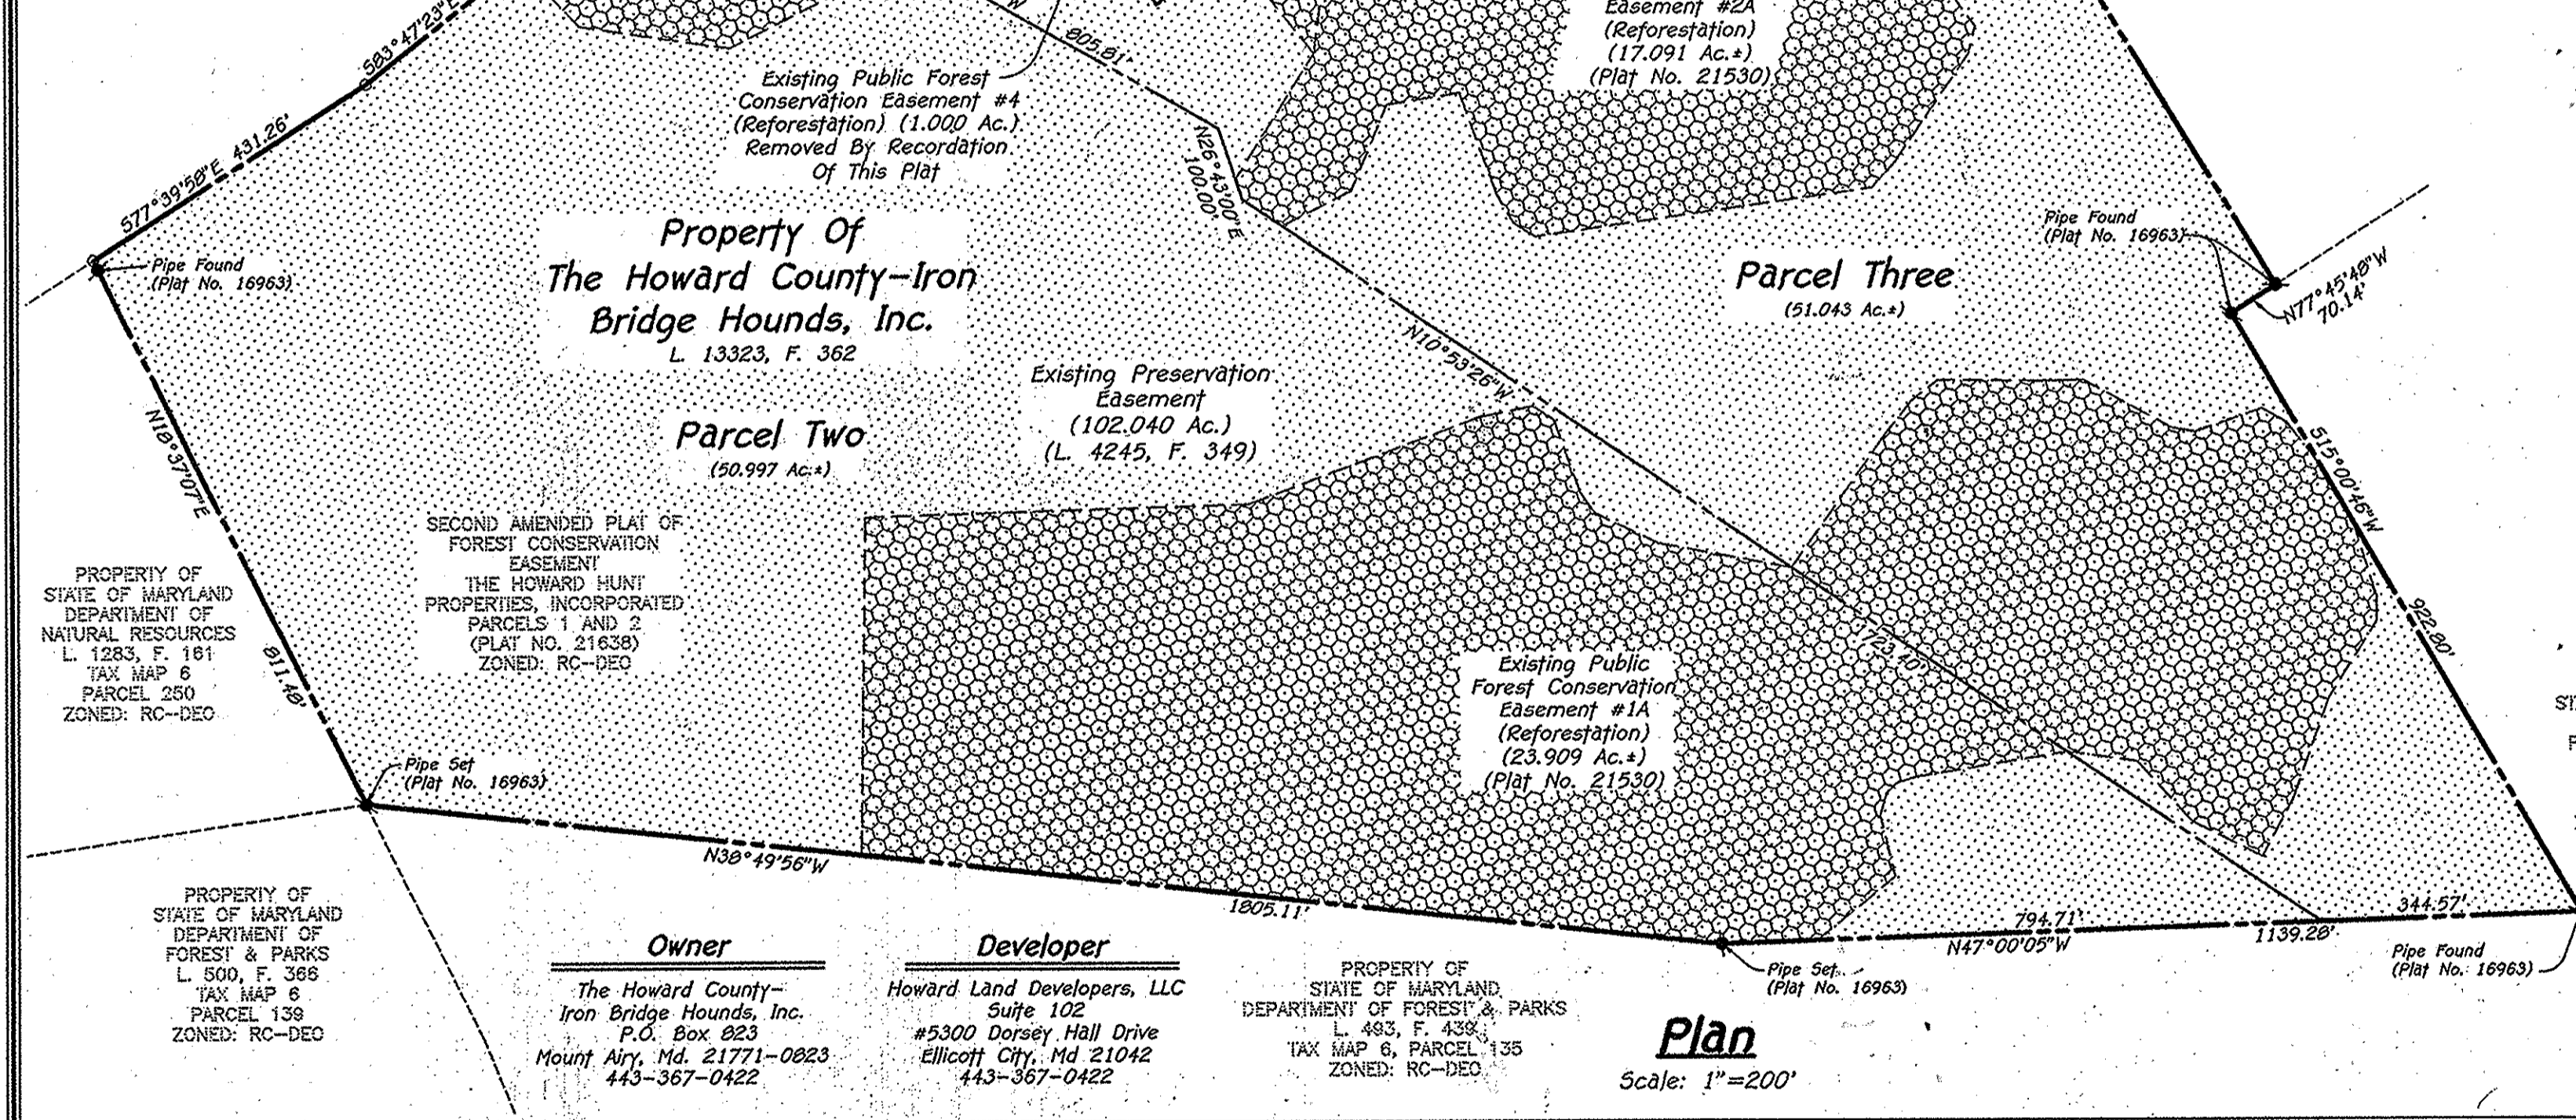 S83°47'23"E
805.81'
Easement #2A
(Reforestation)
(17.091 Ac.±)
(Plat No. 21530)
Existing Public Forest
Conservation Easement #4
(Reforestation) (1.000 Ac.)
Removed By Recordation
Of This Plat
S77°39'58"E 431.26'
N26°43'00"E
100.00'
Pipe Found
(Plat No. 16963)
Property Of
The Howard County-Iron
Bridge Hounds, Inc.
L. 13323, F. 362
Pipe Found
(Plat No. 16963)
Parcel Three
(51.043 Ac.±)
N77°45'48"W
70.14'
N10°53'26"W
Existing Preservation
Easement
(102.040 Ac.)
(L. 4245, F. 349)
Parcel Two
(50.997 Ac.±)
N18°37'07"E
S15°00'46"W
SECOND AMENDED PLAT OF
FOREST CONSERVATION
EASEMENT
THE HOWARD HUNT
PROPERTIES, INCORPORATED
PARCELS 1 AND 2
(PLAT NO. 21638)
ZONED: RC-DEO
PROPERTY OF
STATE OF MARYLAND
DEPARTMENT OF
NATURAL RESOURCES
L. 1283, F. 161
TAX MAP 6
PARCEL 250
ZONED: RC-DEO
811.48'
922.80'
723.40'
Existing Public
Forest Conservation
Easement #1A
(Reforestation)
(23.909 Ac.±)
(Plat No. 21530)
Pipe Set
(Plat No. 16963)
N38°49'56"W
1805.11'
794.71'
N47°00'05"W
1139.28'
344.57'
Pipe Found
(Plat No. 16963)
Pipe Set
(Plat No. 16963)
PROPERTY OF
STATE OF MARYLAND
DEPARTMENT OF
FOREST & PARKS
L. 500, F. 366
TAX MAP 6
PARCEL 139
ZONED: RC-DEO
Owner
The Howard County-
Iron Bridge Hounds, Inc.
P.O. Box 823
Mount Airy, Md. 21771-0823
443-367-0422
Developer
Howard Land Developers, LLC
Suite 102
#5300 Dorsey Hall Drive
Ellicott City, Md 21042
443-367-0422
PROPERTY OF
STATE OF MARYLAND
DEPARTMENT OF FOREST & PARKS
L. 493, F. 439
TAX MAP 6, PARCEL 135
ZONED: RC-DEO
Plan
Scale: 1"=200'